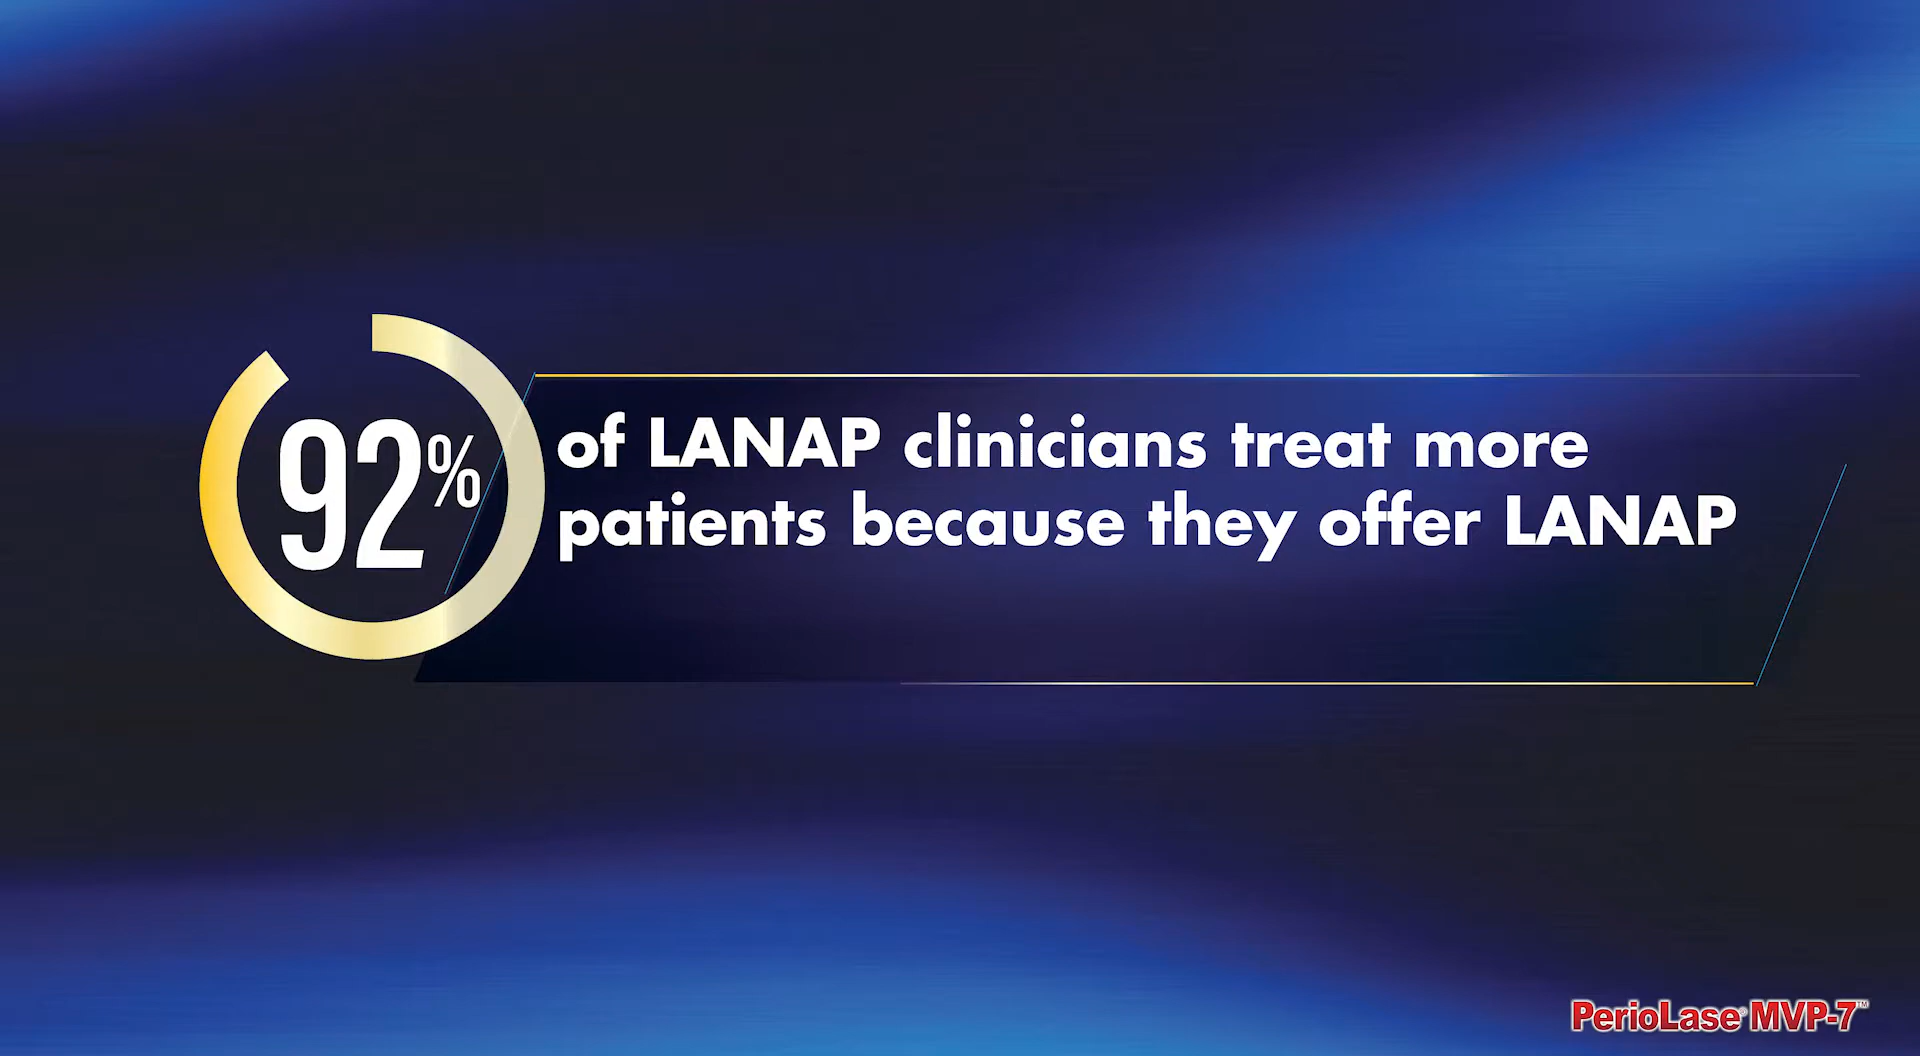 92%
of LANAP clinicians treat more
patients because they offer LANAP
PerioLase® MVP-7™